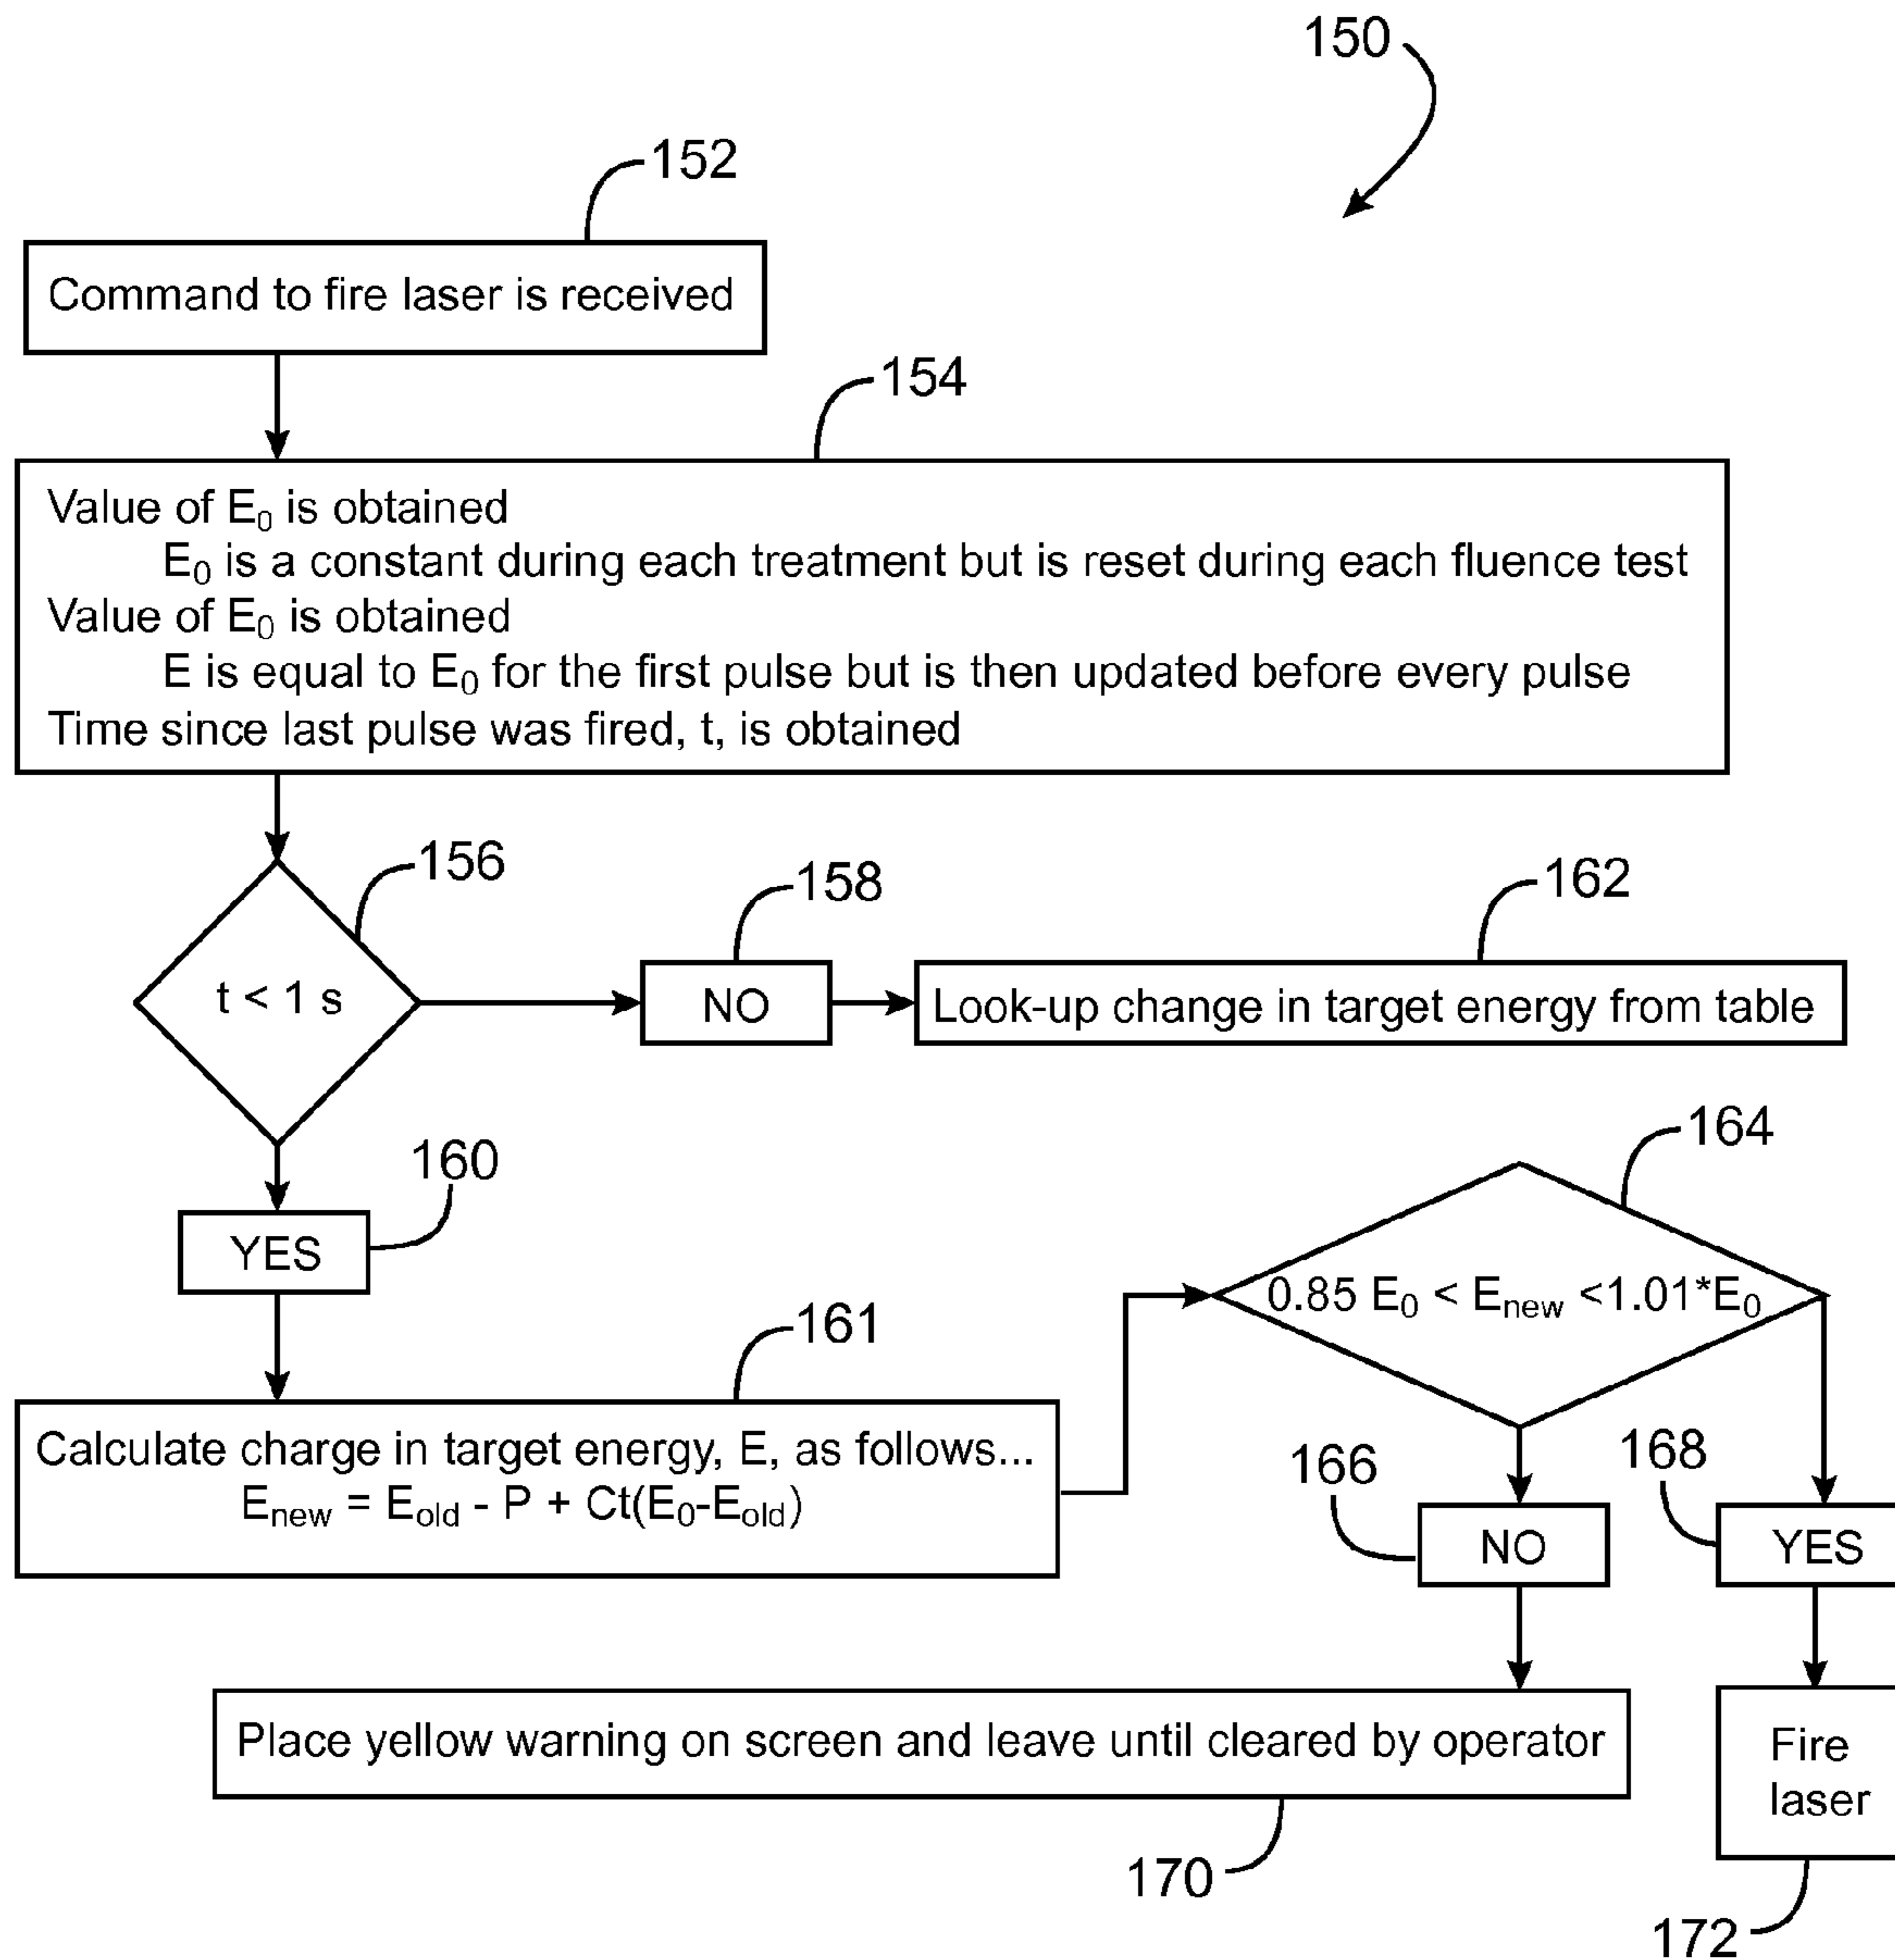 150
152
Command to fire laser is received
154
Value of E₀ is obtained
E₀ is a constant during each treatment but is reset during each fluence test
Value of E₀ is obtained
E is equal to E₀ for the first pulse but is then updated before every pulse
Time since last pulse was fired, t, is obtained
156
158
162
t < 1 s
NO
Look-up change in target energy from table
160
164
YES
0.85 E₀ < Eₙₑw <1.01*E₀
161
Calculate charge in target energy, E, as follows...
Eₙₑw = Eₒₗd - P + Ct(E₀-Eₒₗd)
166
168
NO
YES
Place yellow warning on screen and leave until cleared by operator
Fire
laser
170
172